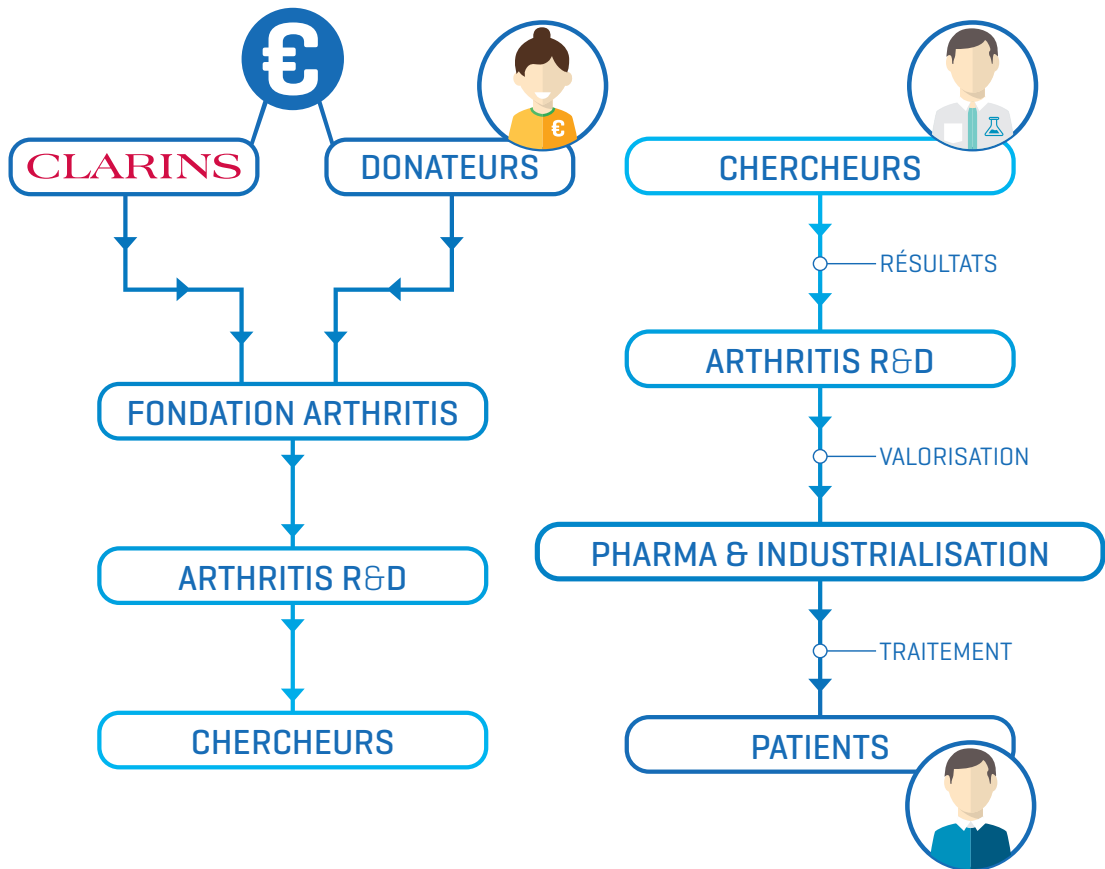 €
€
CLARINS
DONATEURS
FONDATION ARTHRITIS
ARTHRITIS R&D
CHERCHEURS
CHERCHEURS
RÉSULTATS
ARTHRITIS R&D
VALORISATION
PHARMA & INDUSTRIALISATION
TRAITEMENT
PATIENTS